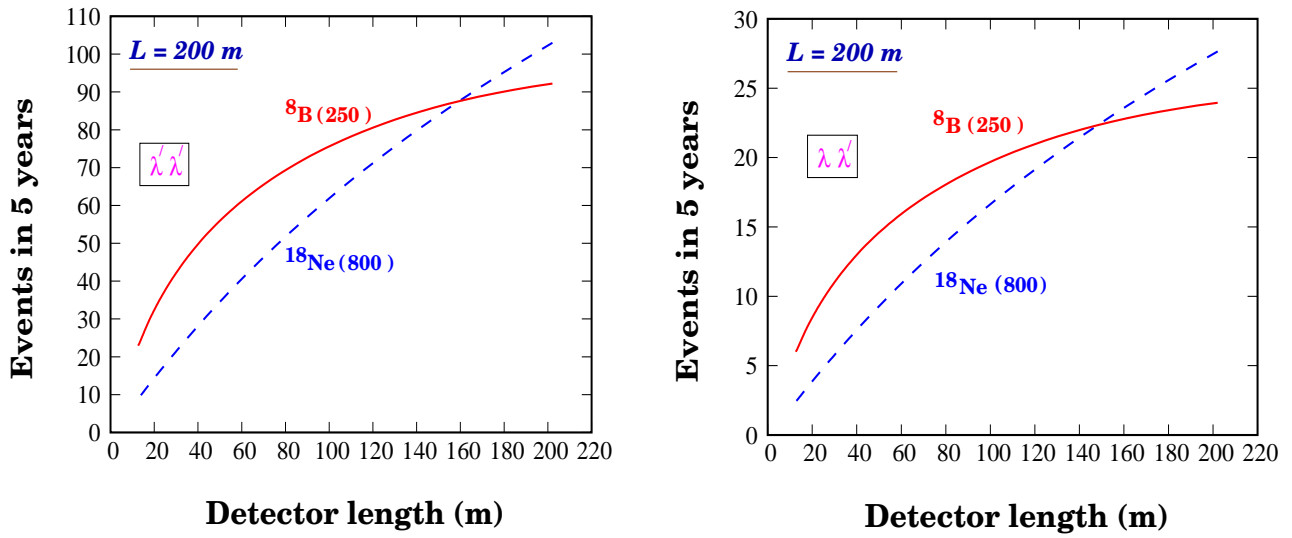 110
100
90
80
70
60
50
40
30
20
10
0
L = 200 m
⁸B (250)
λ′ λ′
¹⁸Ne (800)
0 20 40 60 80 100 120 140 160 180 200 220
Events in 5 years
Detector length (m)
30
25
20
15
10
5
0
L = 200 m
⁸B (250)
λ λ′
¹⁸Ne (800)
0 20 40 60 80 100 120 140 160 180 200 220
Events in 5 years
Detector length (m)